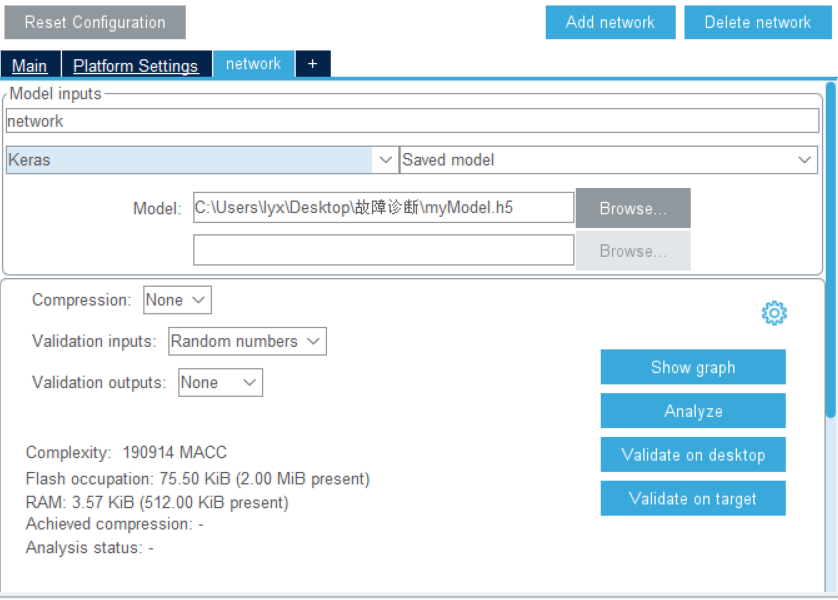 Reset Configuration
Add network
Delete network
Main
Platform Settings
network
+
Model inputs
network
Keras
Saved model
Model: C:\Users\lyx\Desktop\故障诊断\myModel.h5 Browse...
Browse...
Compression: None
Validation inputs: Random numbers
Validation outputs: None
Show graph
Analyze
Validate on desktop
Validate on target
Complexity: 190914 MACC
Flash occupation: 75.50 KiB (2.00 MiB present)
RAM: 3.57 KiB (512.00 KiB present)
Achieved compression: -
Analysis status: -